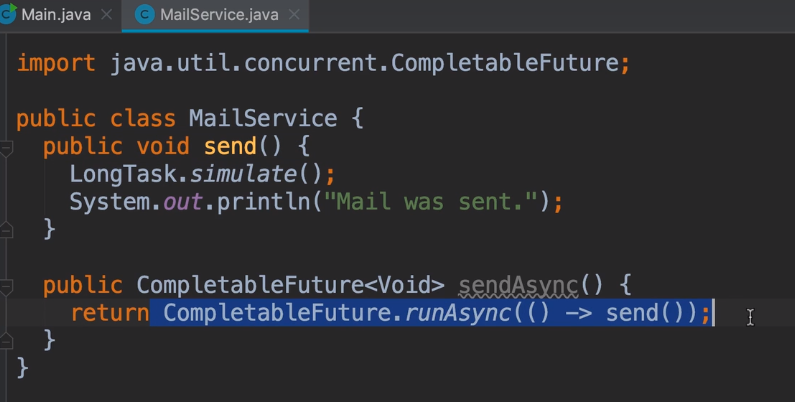 Main.java MailService.java
import java.util.concurrent.CompletableFuture;
public class MailService {
public void send() {
LongTask.simulate();
System.out.println("Mail was sent.");
}
public CompletableFuture<Void> sendAsync() {
return CompletableFuture.runAsync(() -> send());
}
}